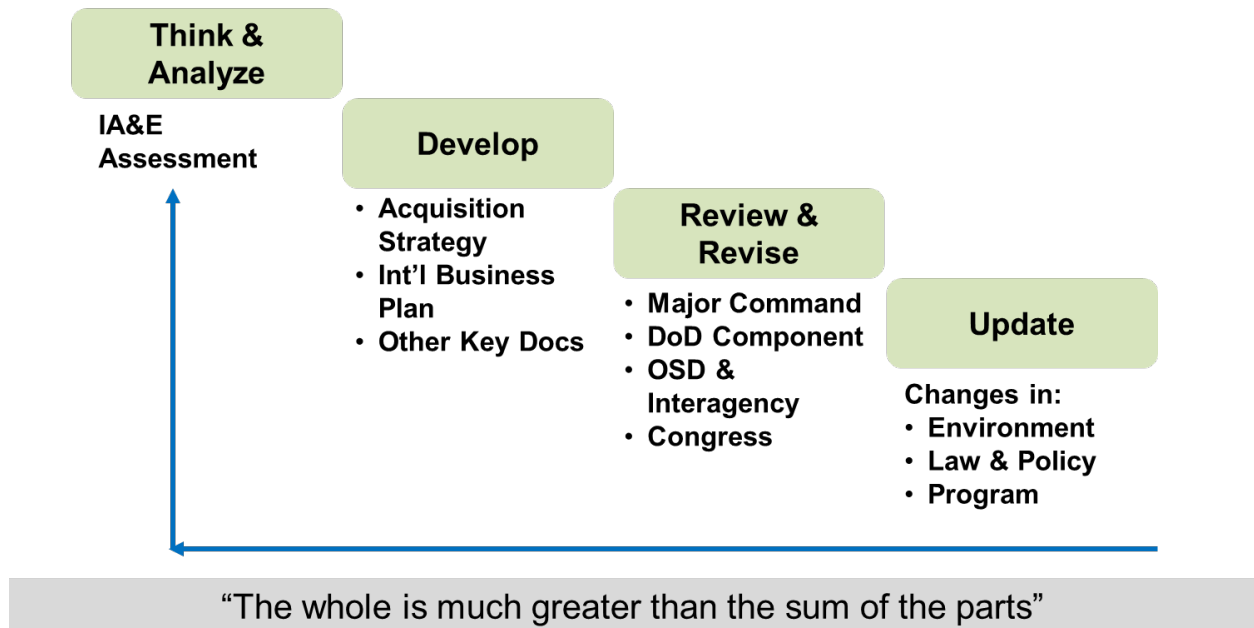 Think &
Analyze
IA&E
Assessment
Develop
• Acquisition
Strategy
• Int’l Business
Plan
• Other Key Docs
Review &
Revise
• Major Command
• DoD Component
• OSD &
Interagency
• Congress
Update
Changes in:
• Environment
• Law & Policy
• Program
“The whole is much greater than the sum of the parts”